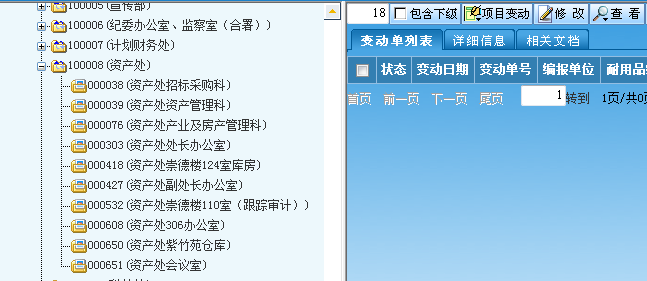 100005(宣传部)
100006(纪委办公室、监察室(合署))
100007(计划财务处)
100008(资产处)
000038(资产处招标采购科)
000039(资产处资产管理科)
000076(资产处产业及房产管理科)
000303(资产处处长办公室)
000418(资产处崇德楼124室库房)
000427(资产处副处长办公室)
000532(资产处崇德楼110室(跟踪审计))
000608(资产处306办公室)
000650(资产处紫竹苑仓库)
000651(资产处会议室)
18 包含下级 项目变动 修 改 查 看
变动单列表 详细信息 相关文档
状态 变动日期 变动单号 编报单位 耐用品
首页 前一页 下一页 尾页 1 转到 1页/共0